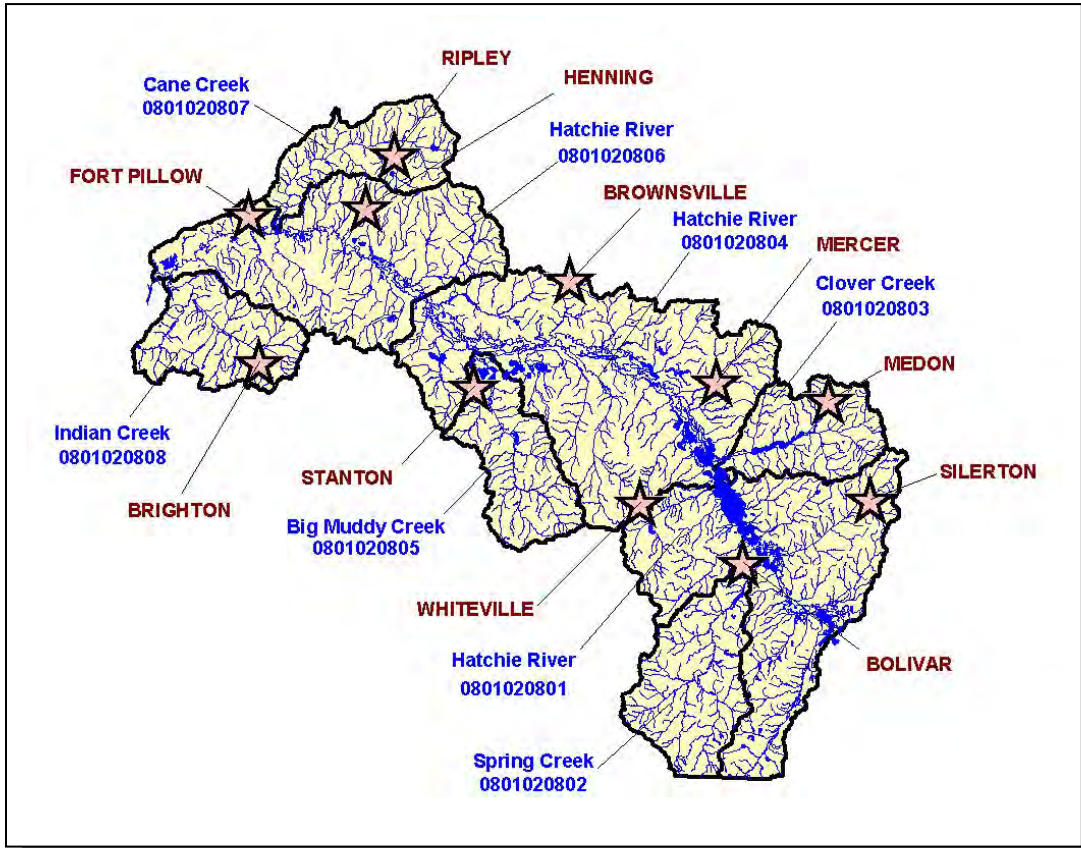 RIPLEY
Cane Creek
0801020807
HENNING
Hatchie River
0801020806
FORT PILLOW
BROWNSVILLE
Hatchie River
0801020804
MERCER
Clover Creek
0801020803
MEDON
Indian Creek
0801020808
STANTON
SILERTON
BRIGHTON
Big Muddy Creek
0801020805
WHITEVILLE
Hatchie River
0801020801
BOLIVAR
Spring Creek
0801020802